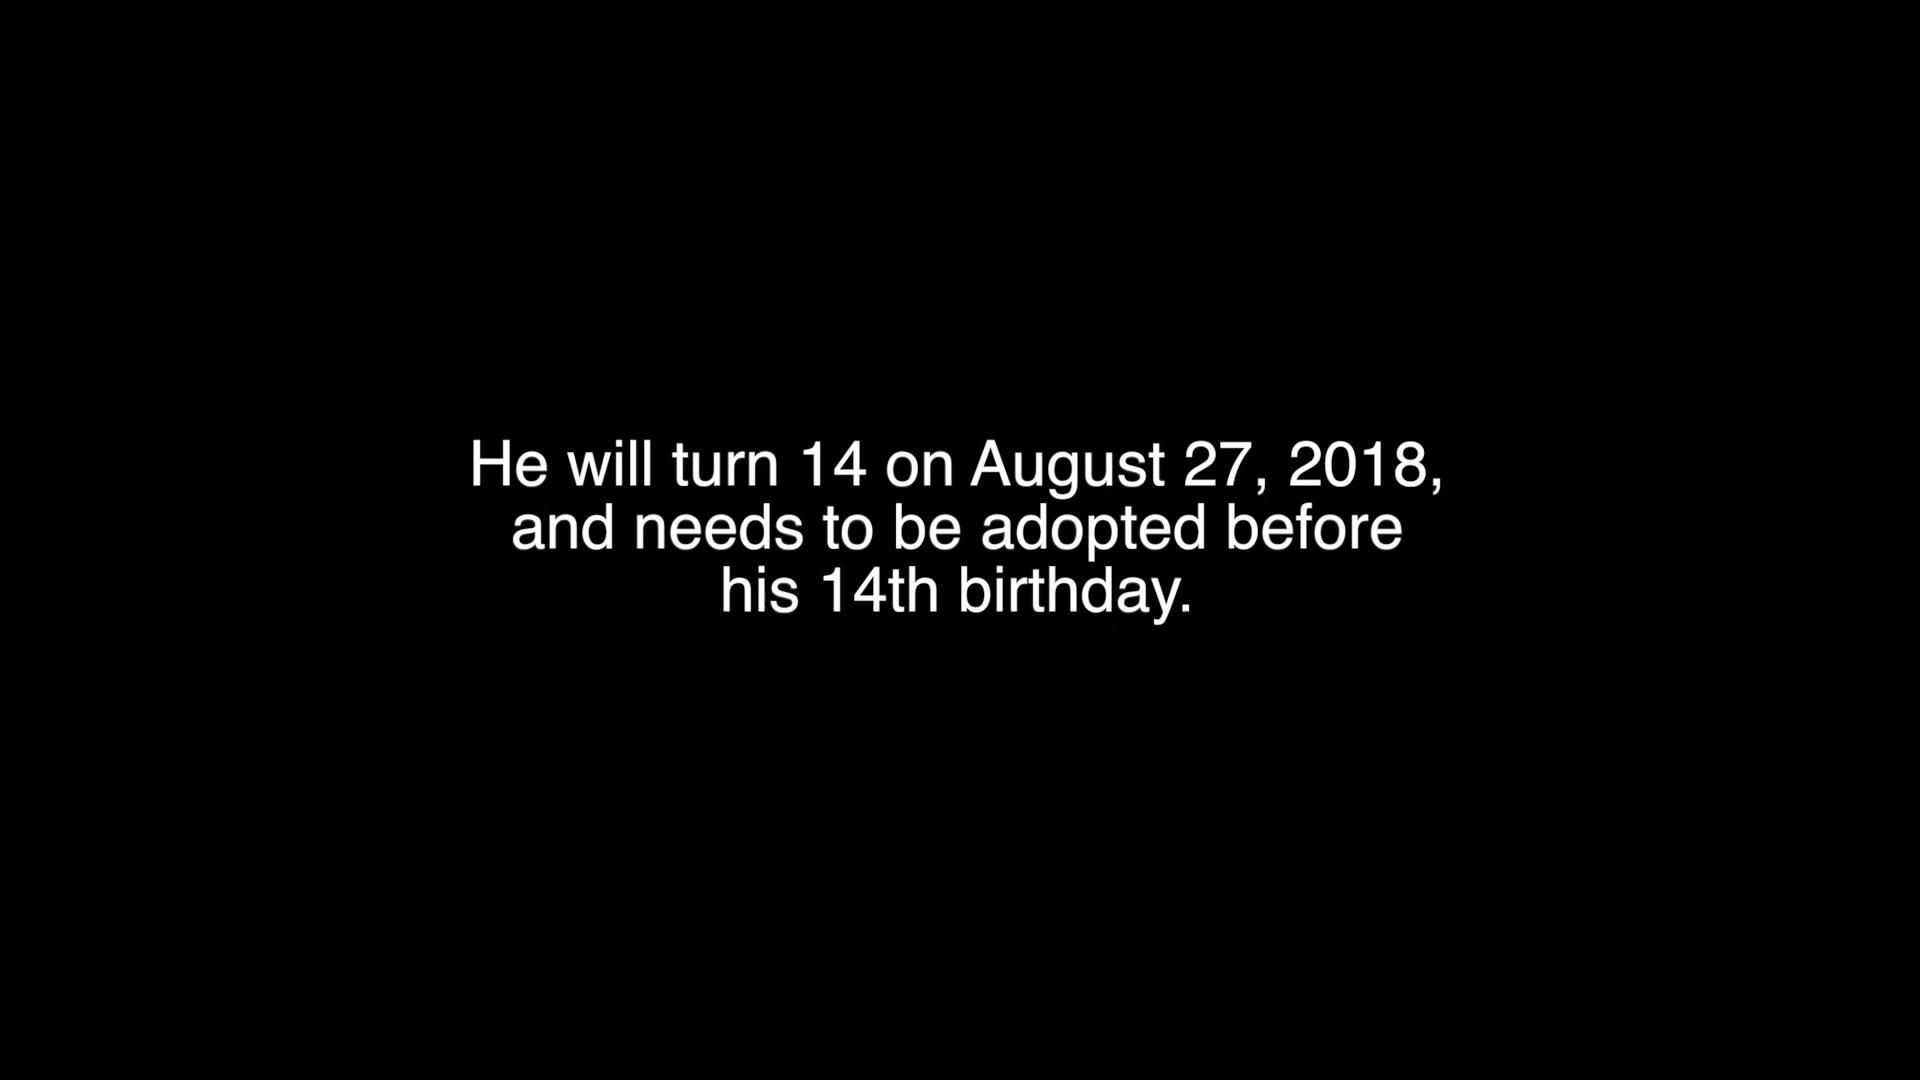 He will turn 14 on August 27, 2018,
and needs to be adopted before
his 14th birthday.